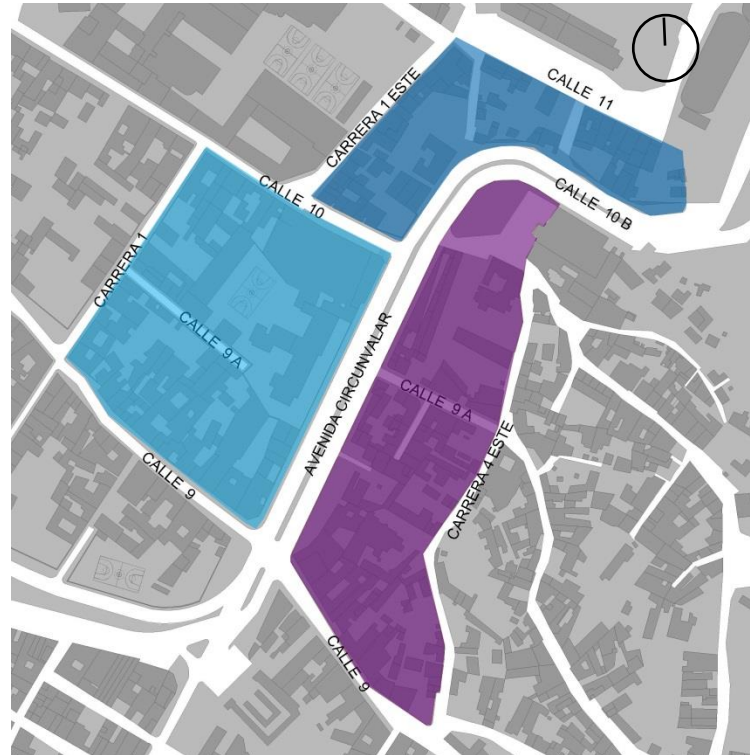 CALLE 11
CARRERA 1 ESTE
CALLE 10
CALLE 10 B
CARRERA 1
CALLE 9 A
AVENIDA CIRCUNVALAR
CALLE 9 A
CARRERA 4 ESTE
CALLE 9
CALLE 9